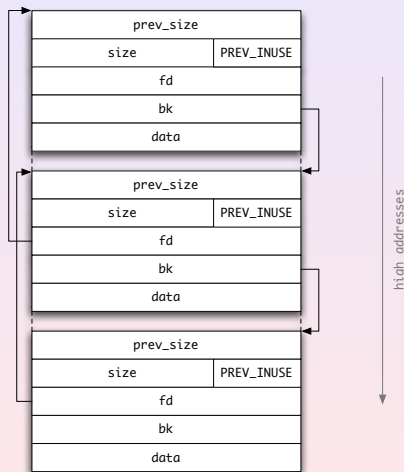 prev_size
size PREV_INUSE
fd
bk
data
prev_size
size PREV_INUSE
fd
bk
data
prev_size
size PREV_INUSE
fd
bk
data
high addresses